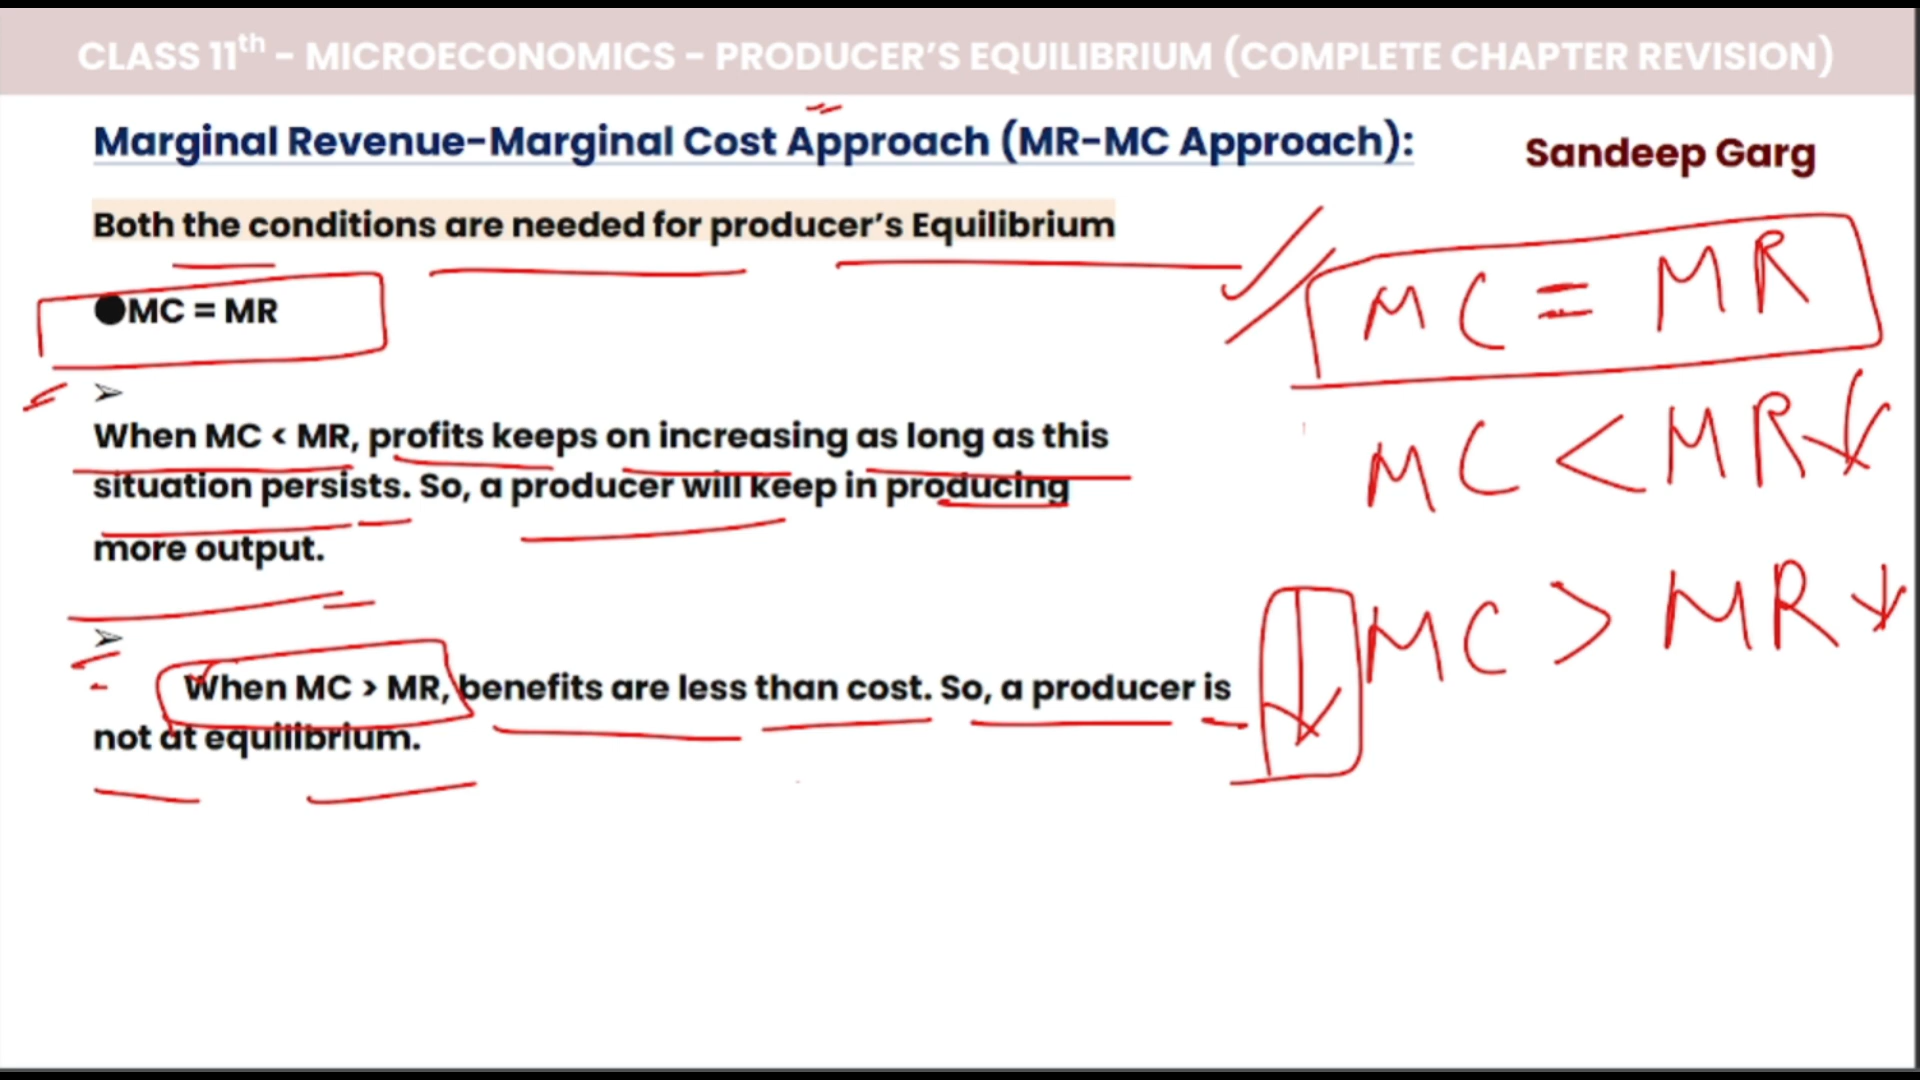 CLASS 11th - MICROECONOMICS - PRODUCER'S EQUILIBRIUM (COMPLETE CHAPTER REVISION)
Marginal Revenue-Marginal Cost Approach (MR-MC Approach):
Sandeep Garg
Both the conditions are needed for producer's Equilibrium
●MC = MR
MC = MR
➢
When MC < MR, profits keeps on increasing as long as this
situation persists. So, a producer will keep in producing
more output.
MC < MR ↓
➢
When MC > MR, benefits are less than cost. So, a producer is
not at equilibrium.
↓ MC > MR ↓